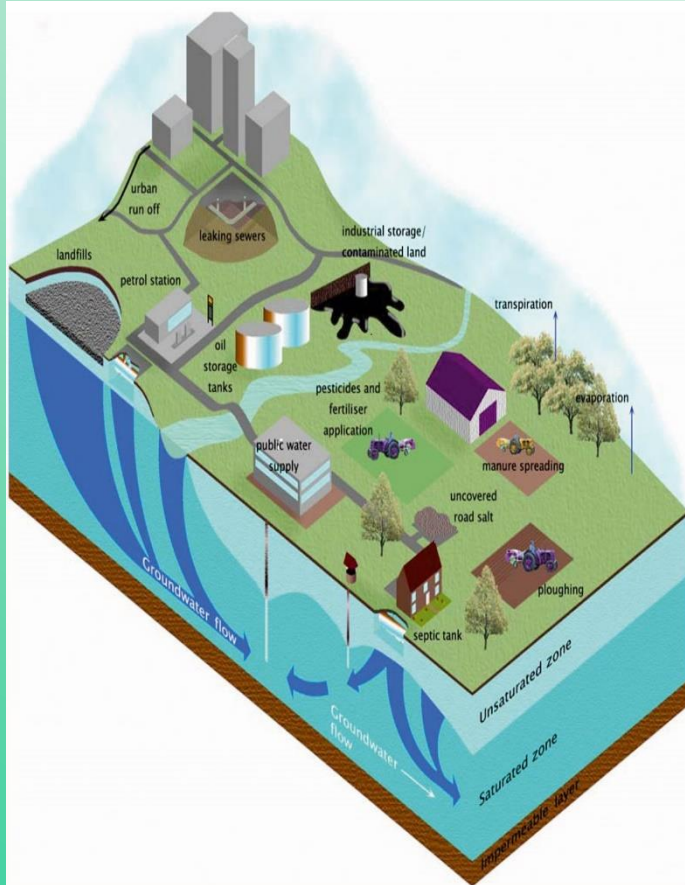 urban
run off
leaking sewers
industrial storage/
contaminated land
landfills
petrol station
transpiration
oil
storage
tanks
pesticides and
fertiliser
application
evaporation
public water
supply
manure spreading
uncovered
road salt
ploughing
septic tank
Groundwater flow
Groundwater
flow
Unsaturated zone
Saturated zone
Impermeable layer